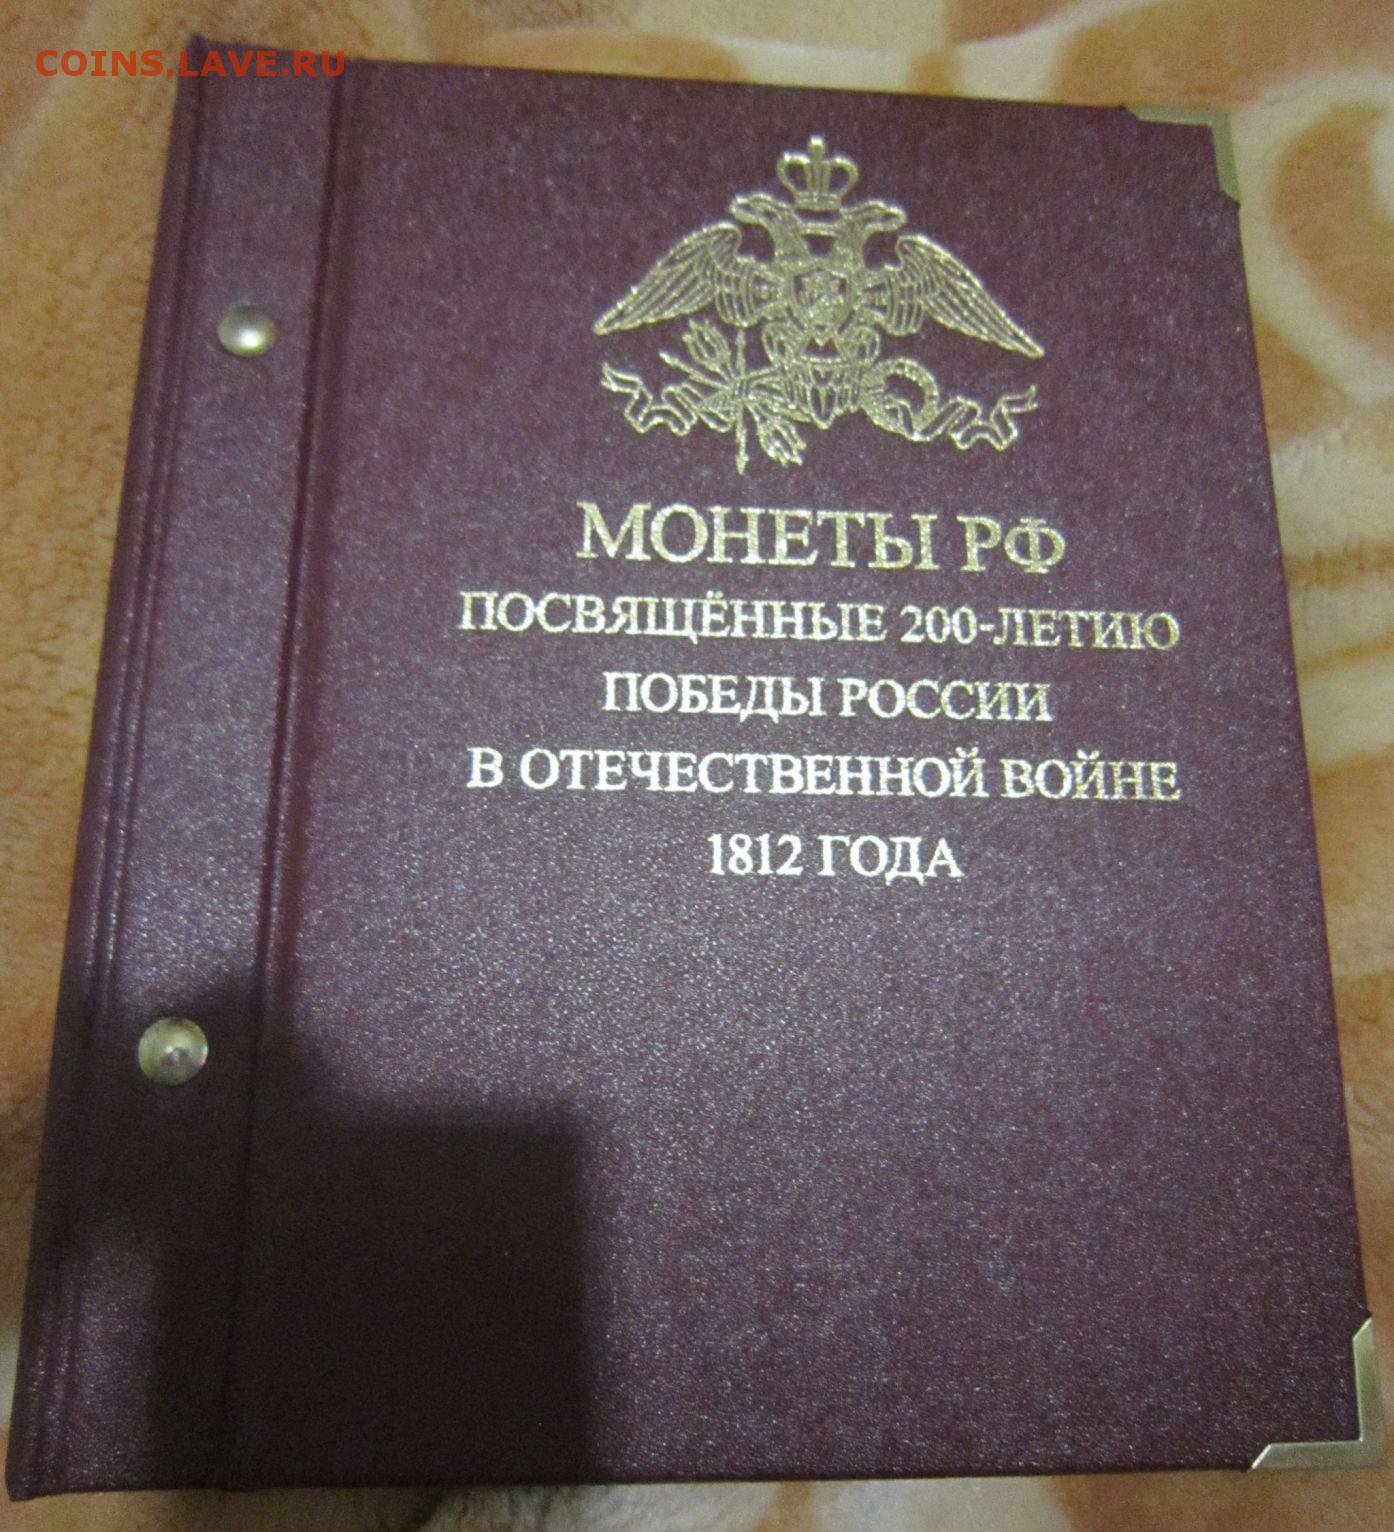 COINS.LAVE.RU
МОНЕТЫ РФ
ПОСВЯЩЁННЫЕ 200-ЛЕТИЮ
ПОБЕДЫ РОССИИ
В ОТЕЧЕСТВЕННОЙ ВОЙНЕ
1812 ГОДА